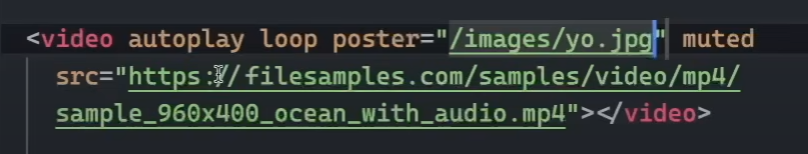 <video autoplay loop poster="/images/yo.jpg" muted
src="https://filesamples.com/samples/video/mp4/
sample_960x400_ocean_with_audio.mp4"></video>